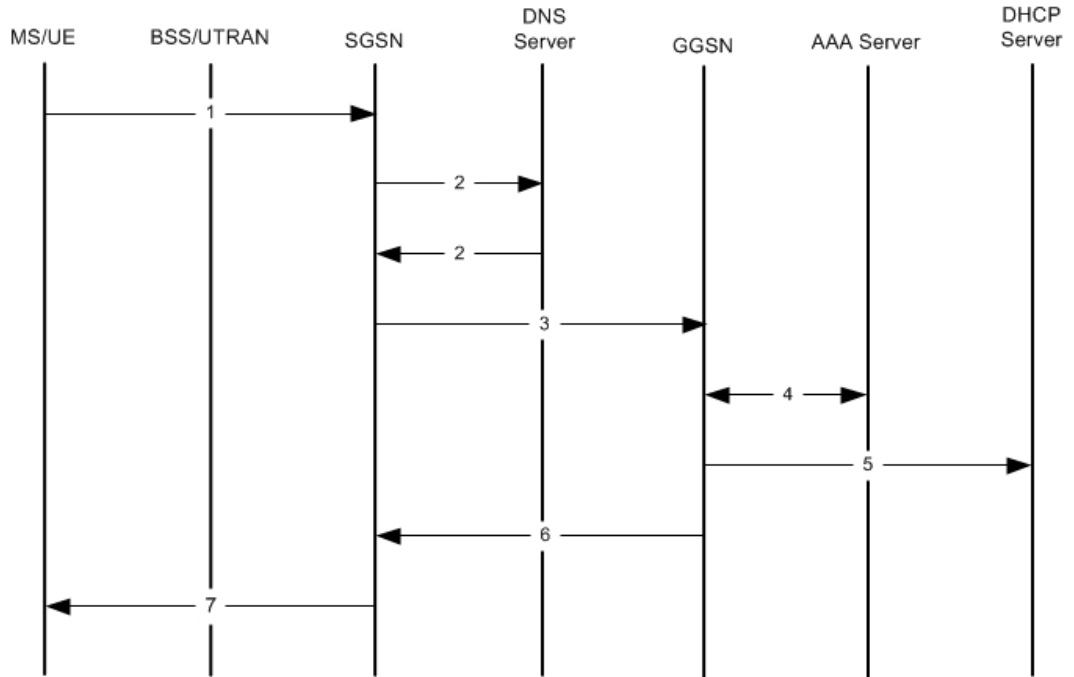 MS/UE
BSS/UTRAN
SGSN
DNS
Server
GGSN
AAA Server
DHCP
Server
1
2
2
3
4
5
6
7